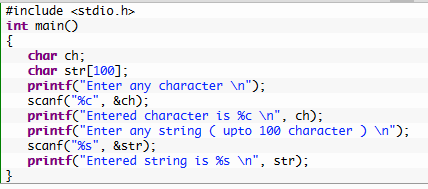 #include <stdio.h>
int main()
{
char ch;
char str[100];
printf("Enter any character \n");
scanf("%c", &ch);
printf("Entered character is %c \n", ch);
printf("Enter any string ( upto 100 character ) \n");
scanf("%s", &str);
printf("Entered string is %s \n", str);
}